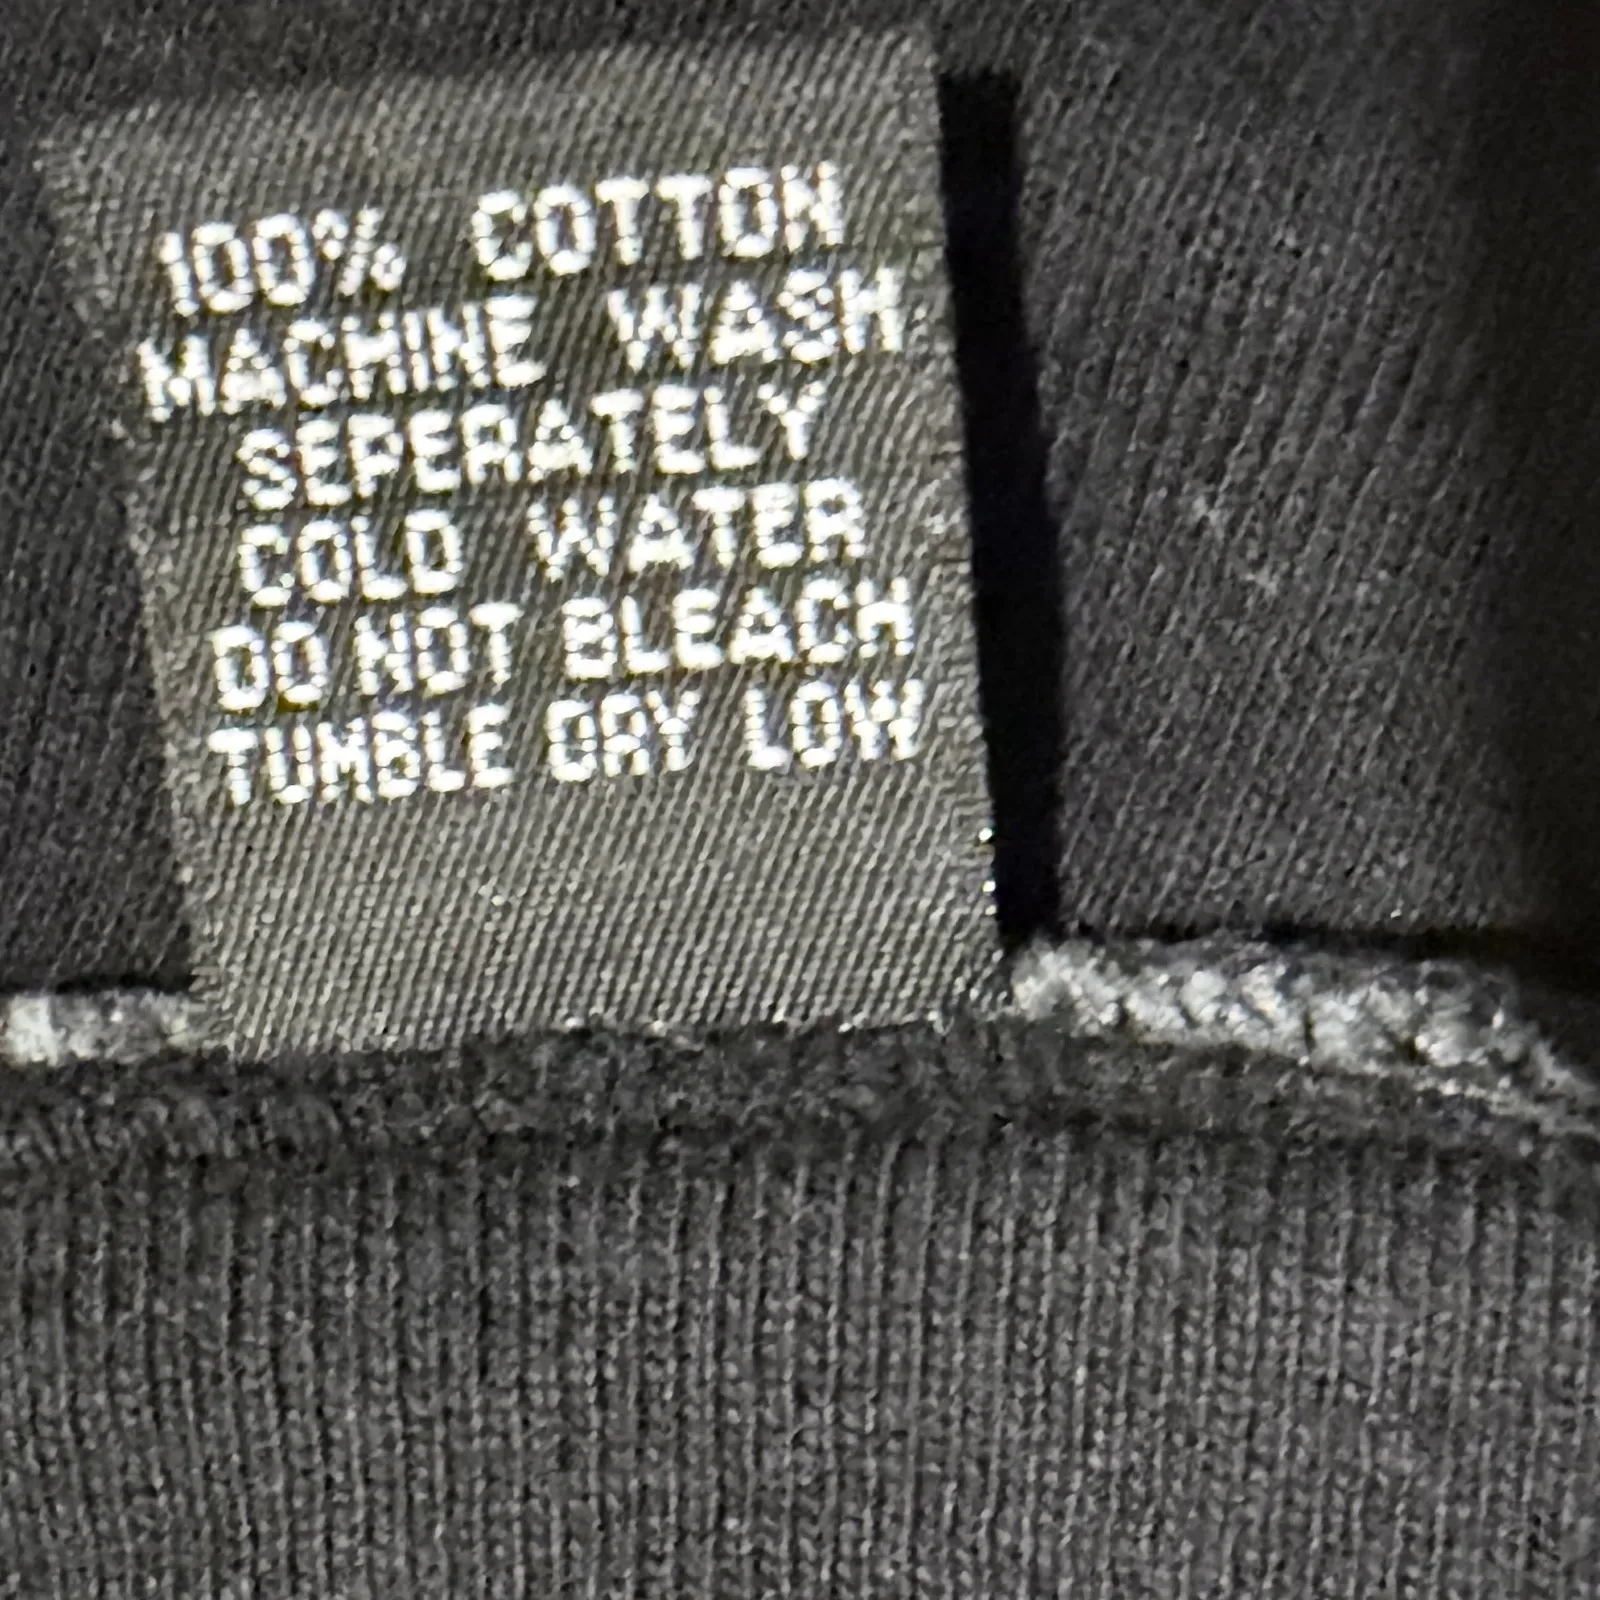 100% COTTON
MACHINE WASH
SEPERATELY
COLD WATER
DO NOT BLEACH
TUMBLE DRY LOW